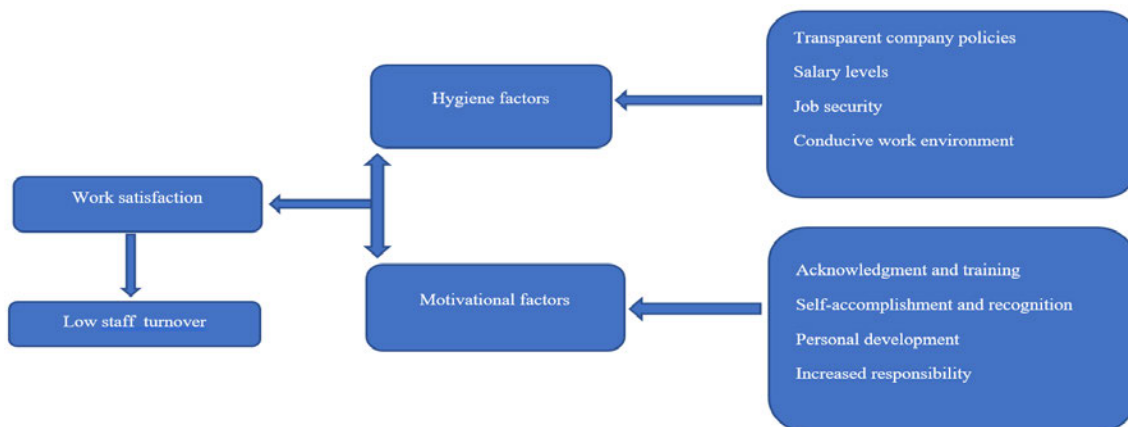 Transparent company policies
Salary levels
Job security
Conducive work environment
Hygiene factors
Work satisfaction
Low staff turnover
Motivational factors
Acknowledgment and training
Self-accomplishment and recognition
Personal development
Increased responsibility